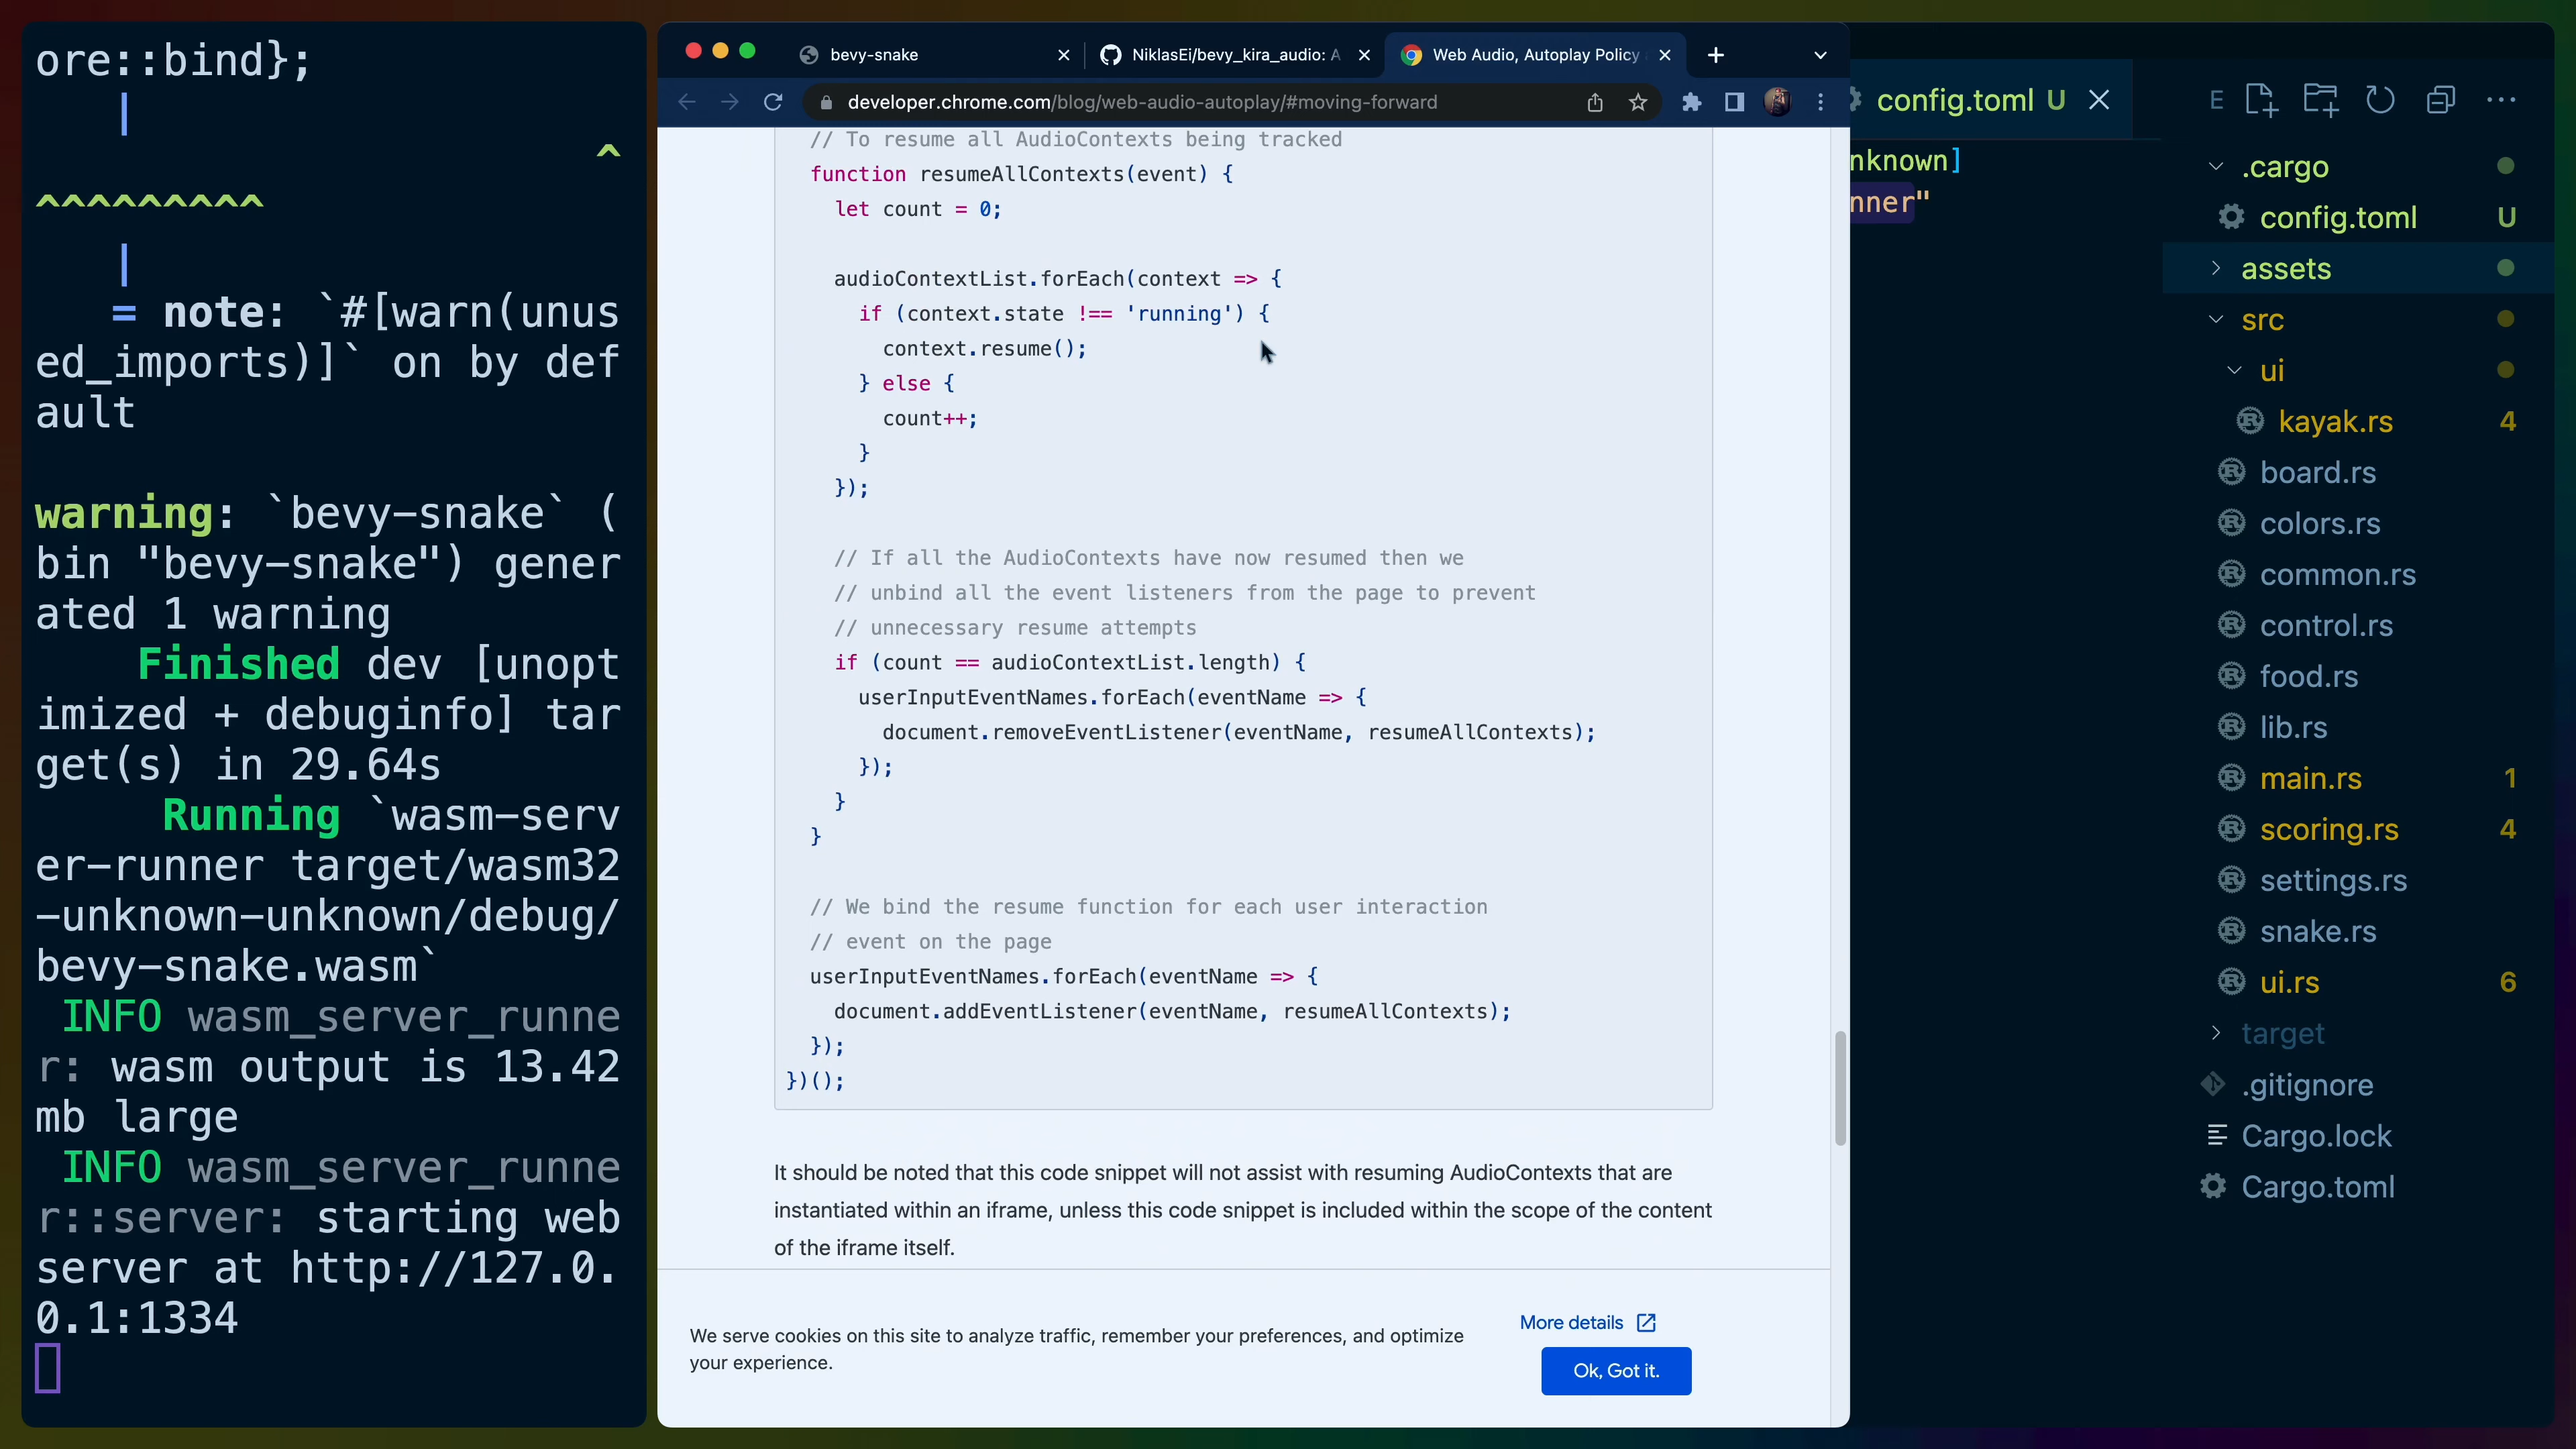 ore::bind};
|
^
^^^^^^^^^
|
= note: `#[warn(unus
ed_imports)]` on by def
ault
warning: `bevy-snake` (
bin "bevy-snake") gener
ated 1 warning
Finished dev [unopt
imized + debuginfo] tar
get(s) in 29.64s
Running `wasm-serv
er-runner target/wasm32
-unknown-unknown/debug/
bevy-snake.wasm`
INFO wasm_server_runne
r: wasm output is 13.42
mb large
INFO wasm_server_runne
r::server: starting web
server at http://127.0.
0.1:1334
bevy-snake
NiklasEi/bevy_kira_audio: A
Web Audio, Autoplay Policy
developer.chrome.com/blog/web-audio-autoplay/#moving-forward
// To resume all AudioContexts being tracked
function resumeAllContexts(event) {
let count = 0;
audioContextList.forEach(context => {
if (context.state !== 'running') {
context.resume();
} else {
count++;
}
});
// If all the AudioContexts have now resumed then we
// unbind all the event listeners from the page to prevent
// unnecessary resume attempts
if (count == audioContextList.length) {
userInputEventNames.forEach(eventName => {
document.removeEventListener(eventName, resumeAllContexts);
});
}
}
// We bind the resume function for each user interaction
// event on the page
userInputEventNames.forEach(eventName => {
document.addEventListener(eventName, resumeAllContexts);
});
})();
It should be noted that this code snippet will not assist with resuming AudioContexts that are
instantiated within an iframe, unless this code snippet is included within the scope of the content
of the iframe itself.
We serve cookies on this site to analyze traffic, remember your preferences, and optimize
your experience.
More details
Ok, Got it.
config.toml U
nknown]
nner"
E
.cargo
config.toml U
assets
src
ui
kayak.rs 4
board.rs
colors.rs
common.rs
control.rs
food.rs
lib.rs
main.rs 1
scoring.rs 4
settings.rs
snake.rs
ui.rs 6
target
.gitignore
Cargo.lock
Cargo.toml